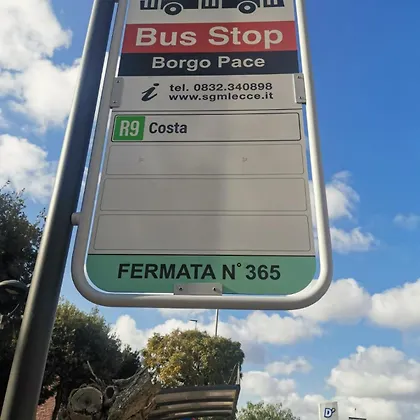 Bus Stop
Borgo Pace
i tel. 0832.340898
www.sgmlecce.it
R9 Costa
FERMATA N° 365
D